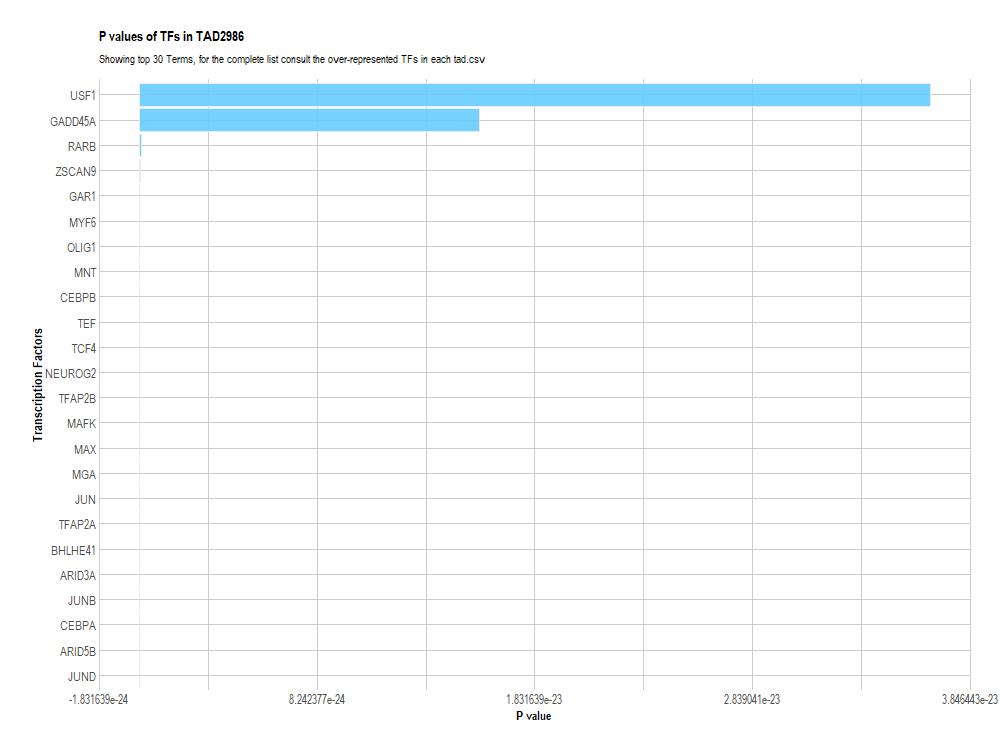 P values of TFs in TAD2986
Showing top 30 Terms, for the complete list consult the over-represented TFs in each tad.csv
Transcription Factors
USF1
GADD45A
RARB
ZSCAN9
GAR1
MYF6
OLIG1
MNT
CEBPB
TEF
TCF4
NEUROG2
TFAP2B
MAFK
MAX
MGA
JUN
TFAP2A
BHLHE41
ARID3A
JUNB
CEBPA
ARID5B
JUND
-1.831639e-24 8.242377e-24 1.831639e-23 2.839041e-23 3.846443e-23
P value